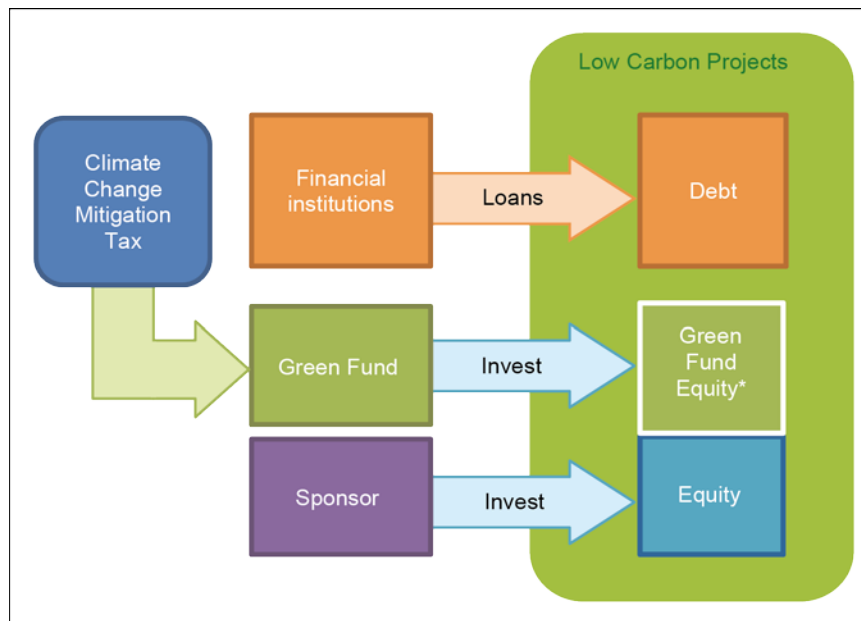 Low Carbon Projects
Climate
Change
Mitigation
Tax
Financial
institutions
Loans
Debt
Green Fund
Invest
Green
Fund
Equity*
Sponsor
Invest
Equity